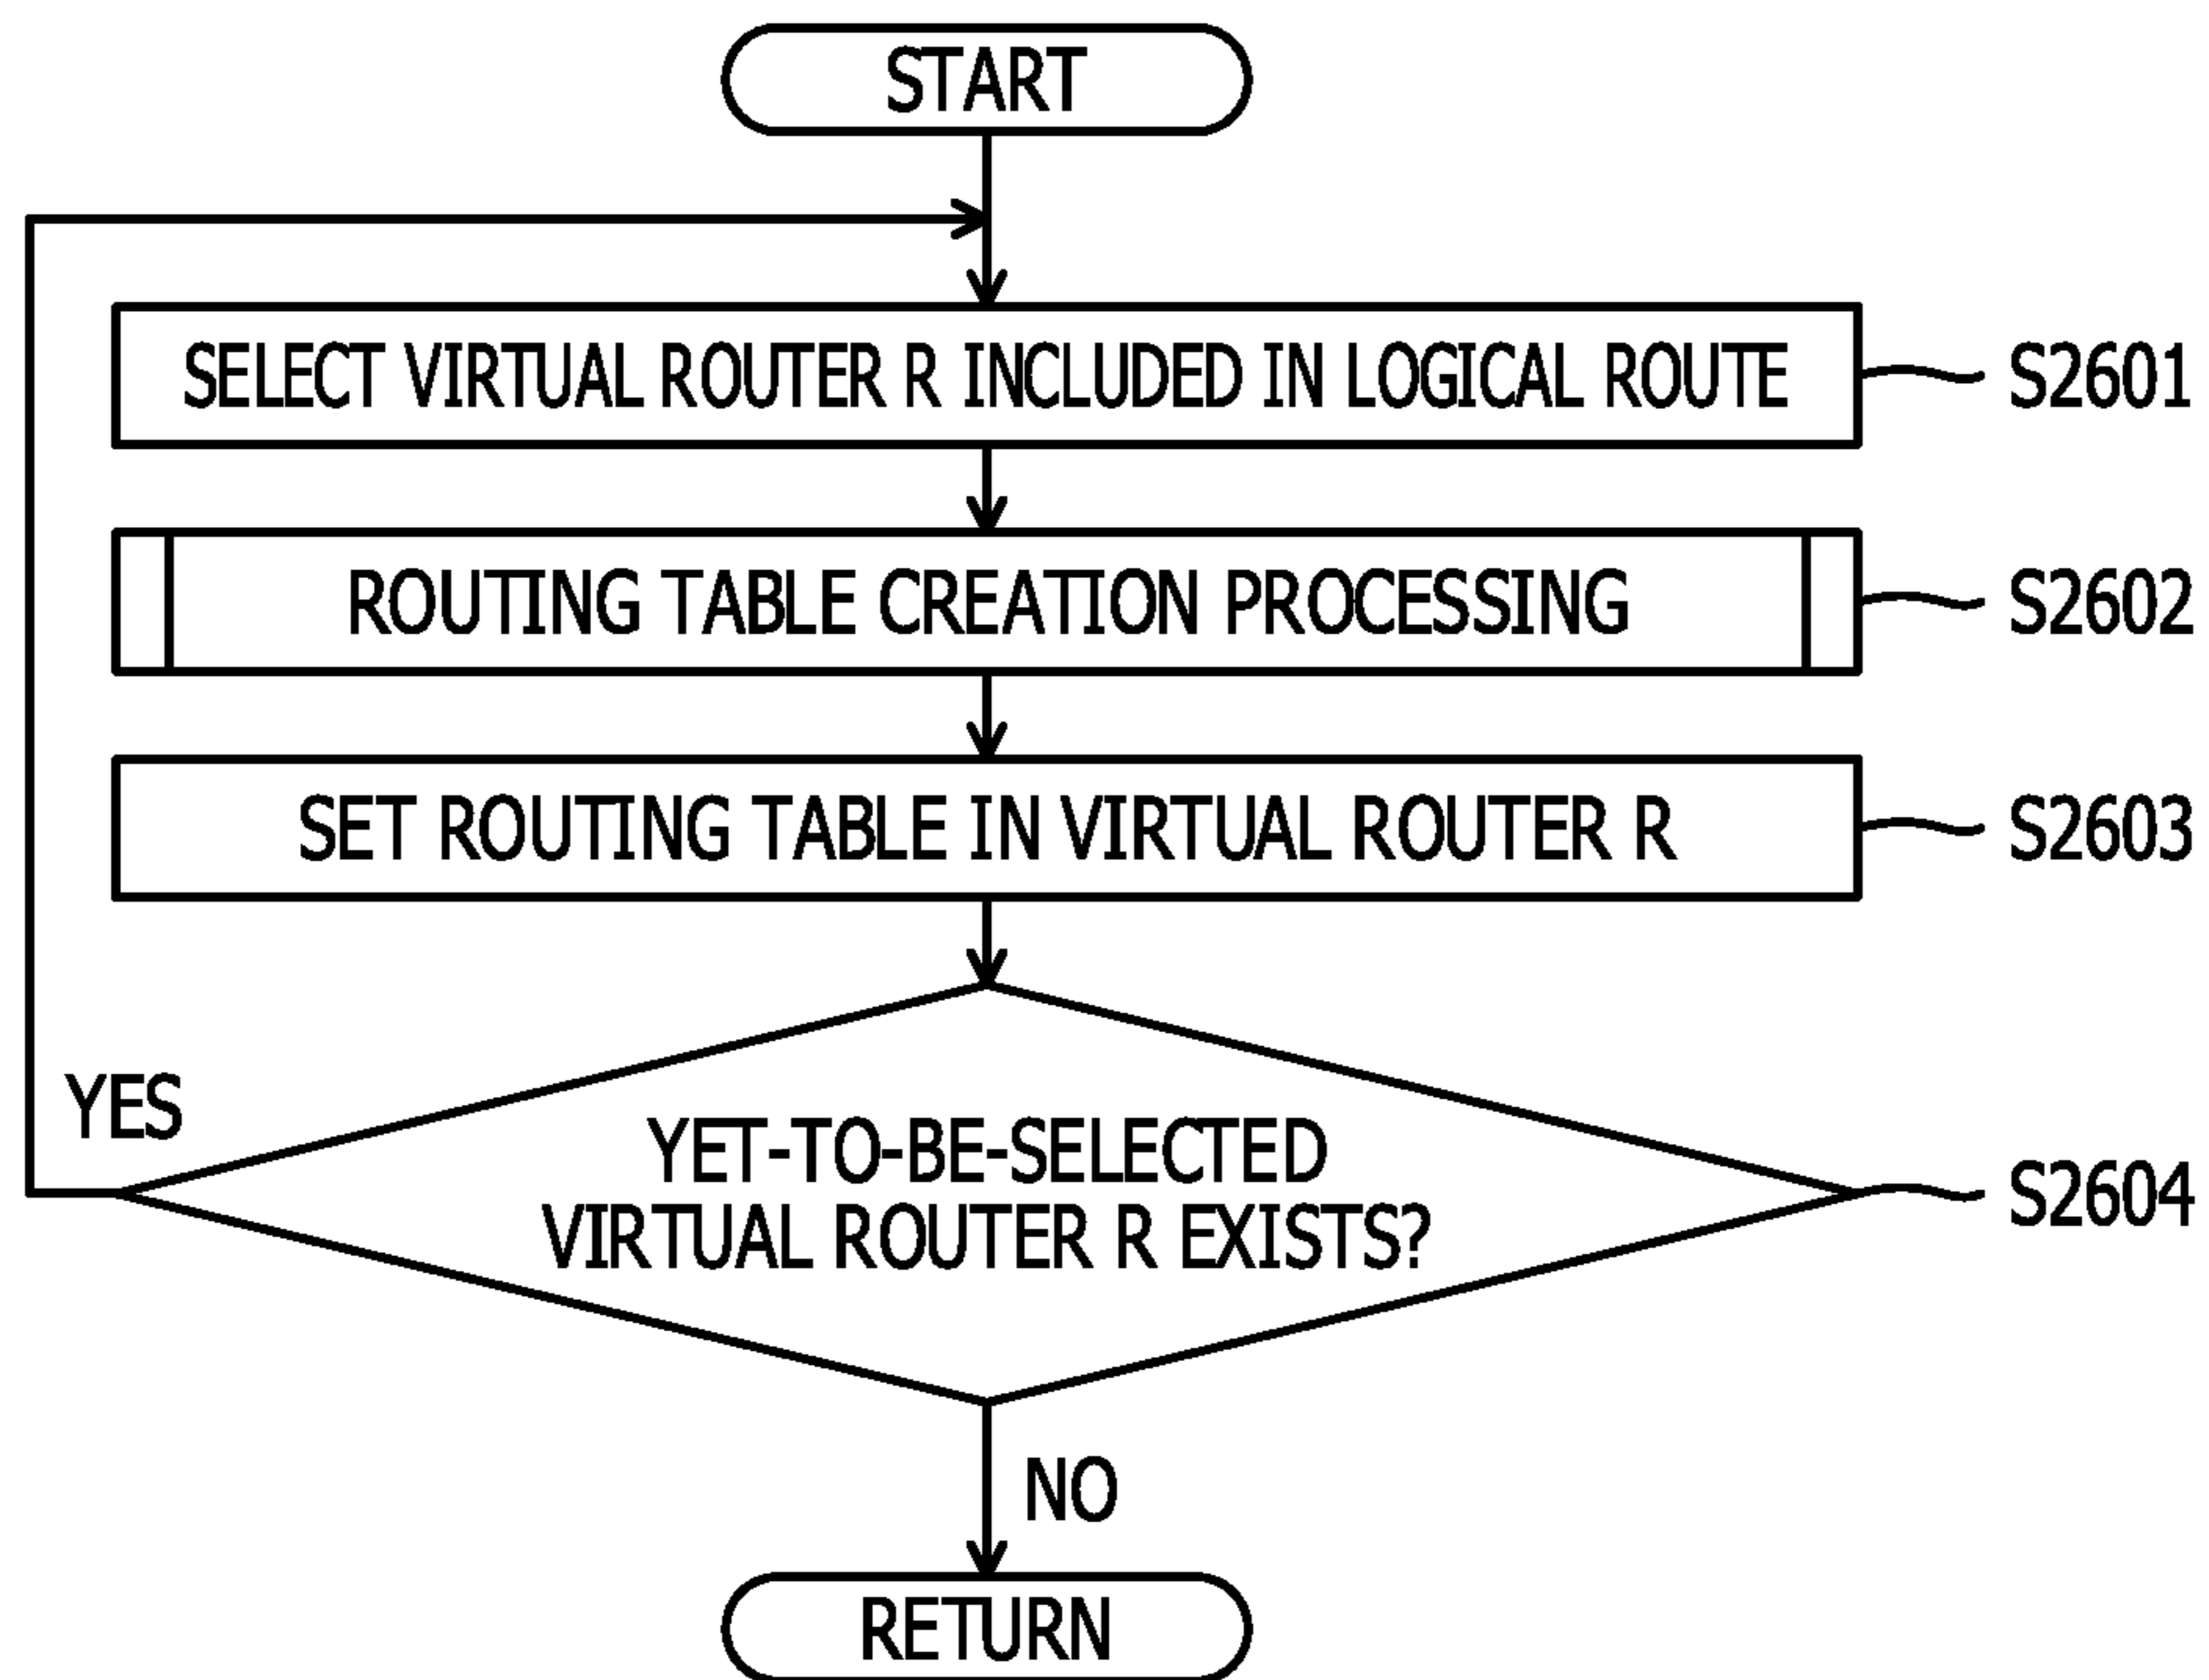 START
SELECT VIRTUAL ROUTER R INCLUDED IN LOGICAL ROUTE
S2601
ROUTING TABLE CREATION PROCESSING
S2602
SET ROUTING TABLE IN VIRTUAL ROUTER R
S2603
YES
YET-TO-BE-SELECTED
VIRTUAL ROUTER R EXISTS?
S2604
NO
RETURN